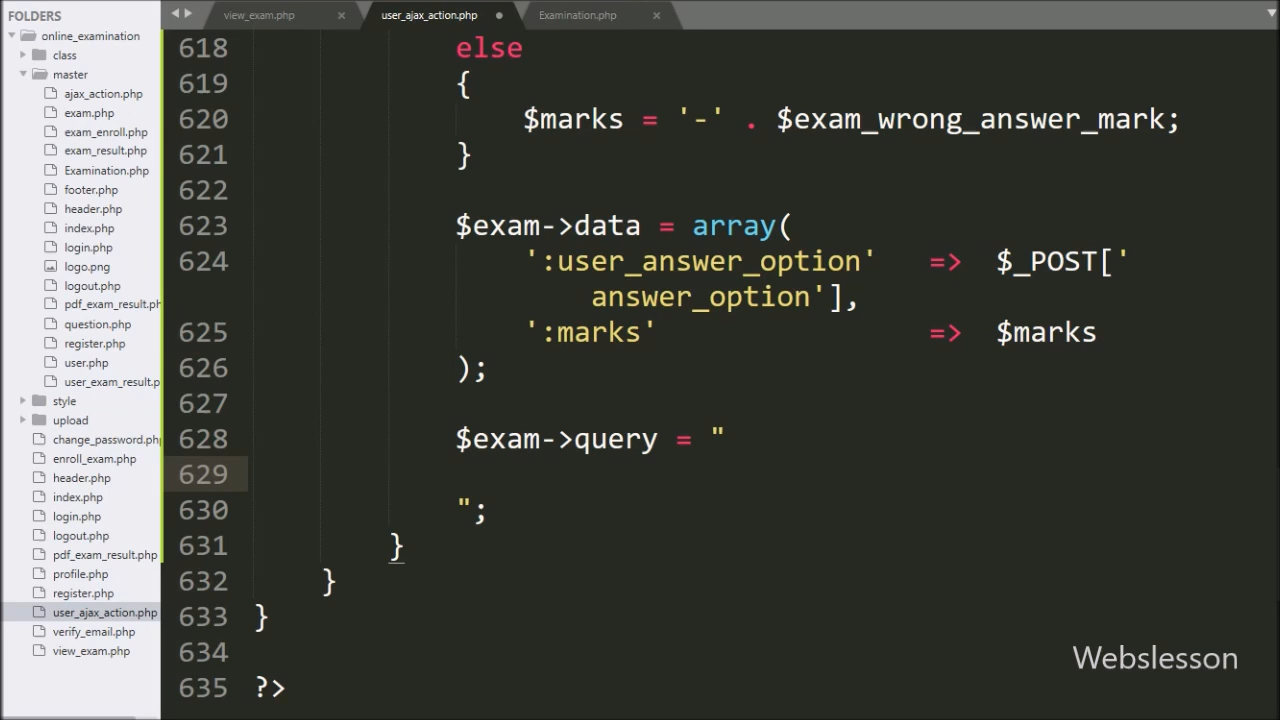 FOLDERS
online_examination
class
master
ajax_action.php
exam.php
exam_enroll.php
exam_result.php
Examination.php
footer.php
header.php
index.php
login.php
logo.png
logout.php
pdf_exam_result.ph
question.php
register.php
user.php
user_exam_result.p
style
upload
change_password.php
enroll_exam.php
header.php
index.php
login.php
logout.php
pdf_exam_result.php
profile.php
register.php
user_ajax_action.php
verify_email.php
view_exam.php
view_exam.php × user_ajax_action.php Examination.php ×
618 else
619 {
620 $marks = '-' . $exam_wrong_answer_mark;
621 }
622
623 $exam->data = array(
624 ':user_answer_option' => $_POST['
answer_option'],
625 ':marks' => $marks
626 );
627
628 $exam->query = "
629
630 ";
631 }
632 }
633 }
634
635 ?>
Webslesson